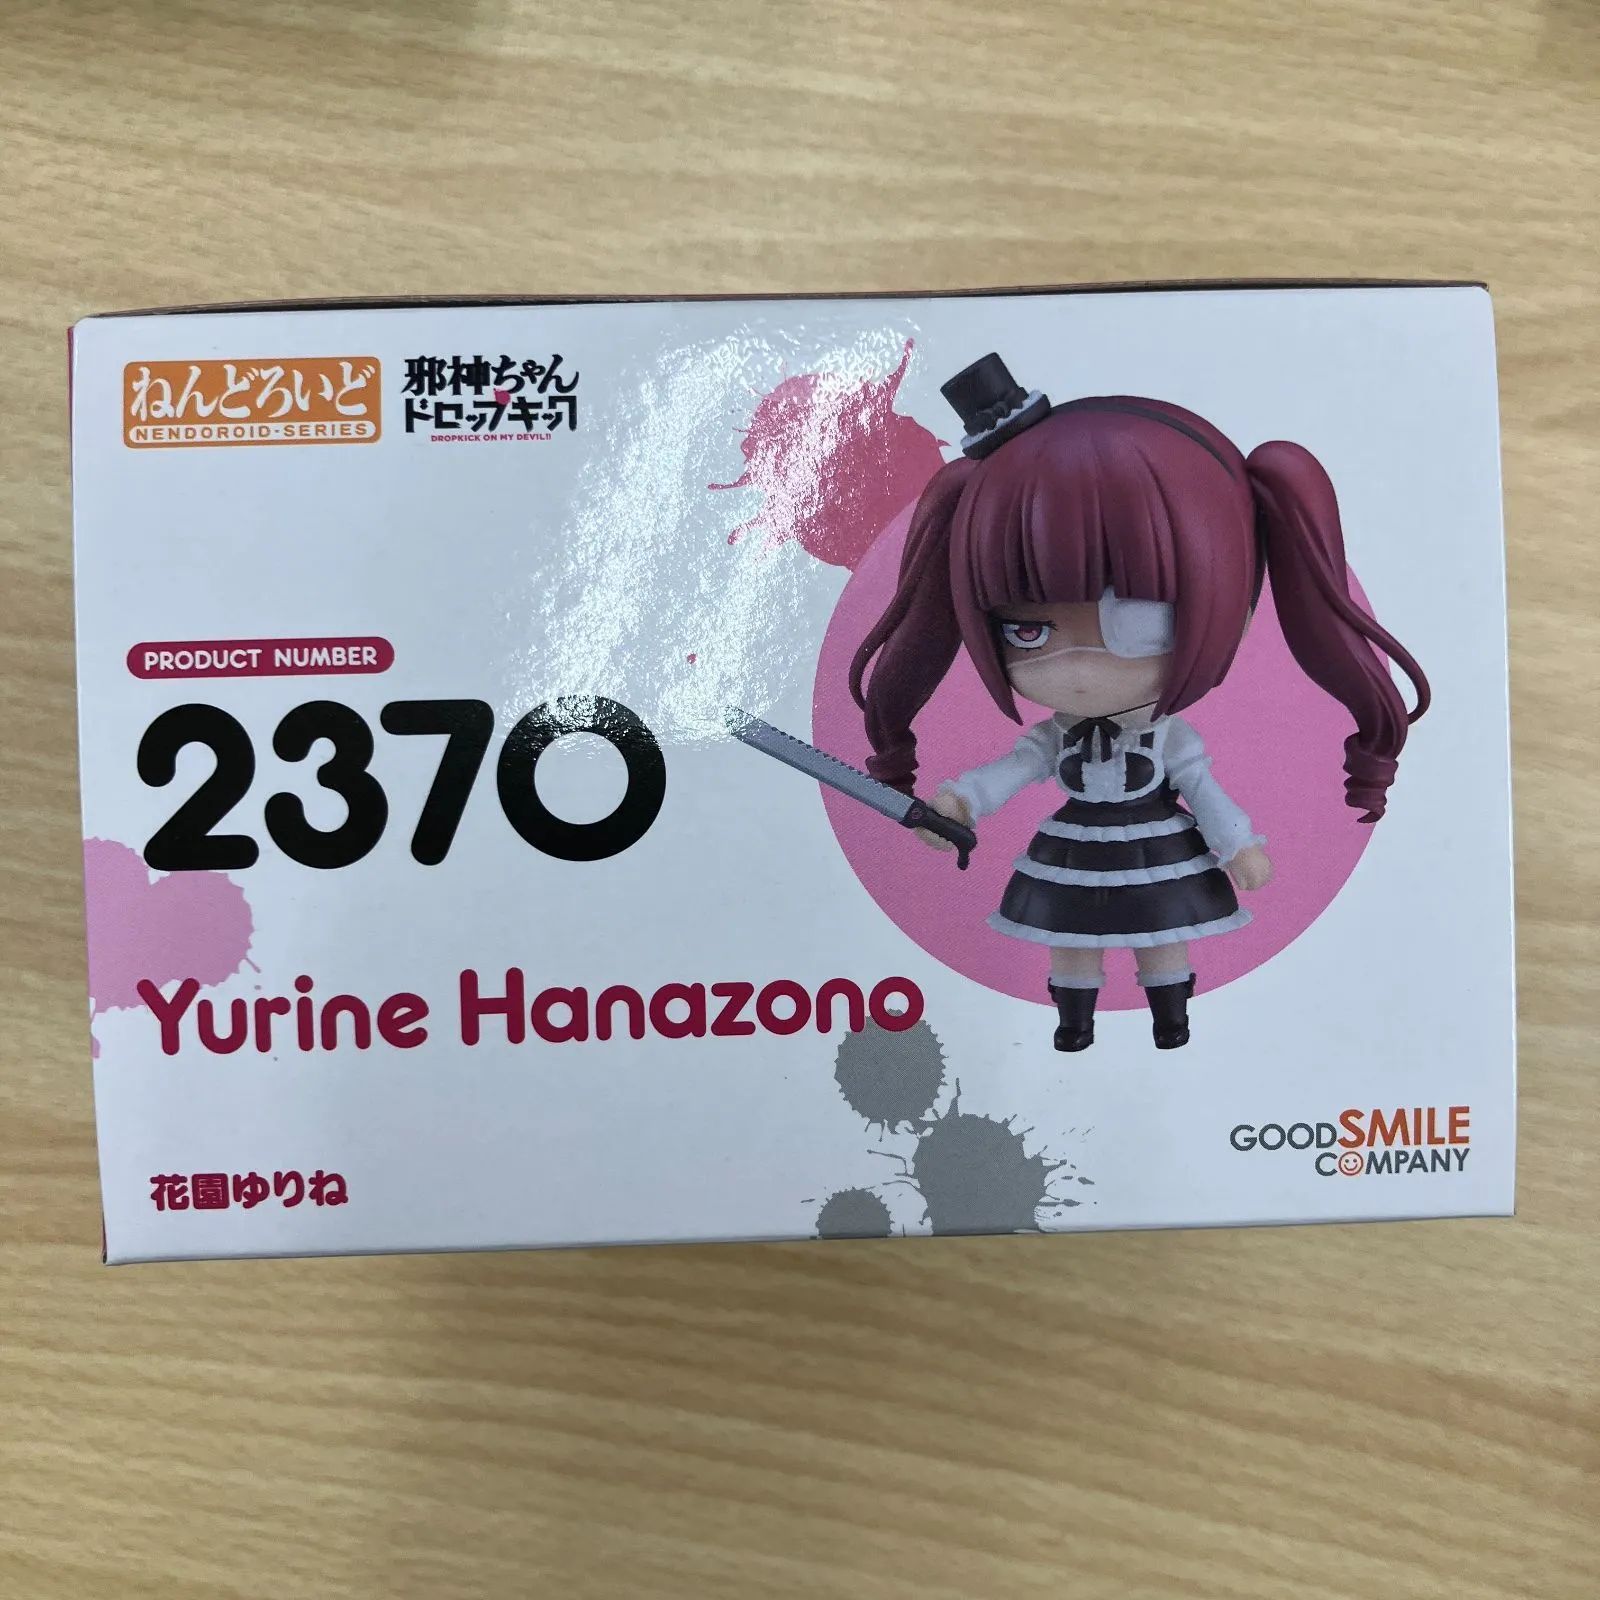 ねんどろいど
NENDOROID-SERIES
邪神ちゃん
ドロップキック
DROPKICK ON MY DEVIL!!
PRODUCT NUMBER
2370
Yurine Hanazono
花園ゆりね
GOOD SMILE
COMPANY